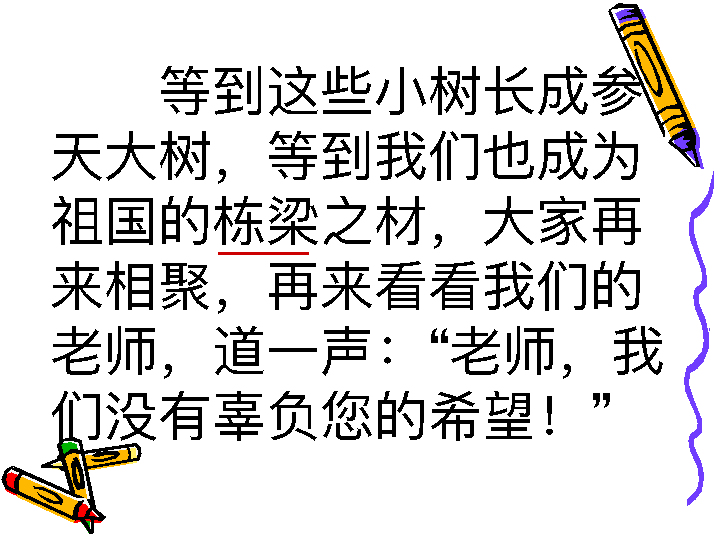 等到这些小树长成参
天大树，等到我们也成为
祖国的栋梁之材，大家再
来相聚，再来看看我们的
老师，道一声：“老师，我
们没有辜负您的希望！”